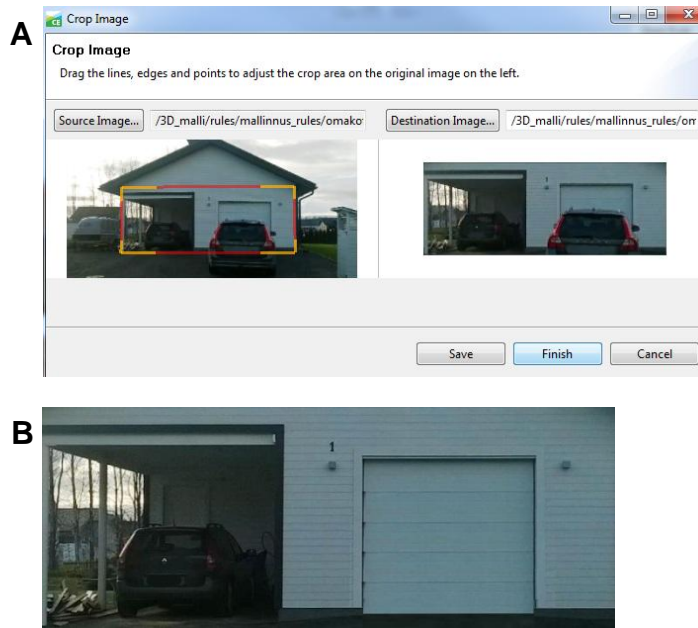 A
CE Crop Image
Crop Image
Drag the lines, edges and points to adjust the crop area on the original image on the left.
Source Image... /3D_malli/rules/mallinnus_rules/omako
Destination Image... /3D_malli/rules/mallinnus_rules/om
1
Save Finish Cancel
B
1